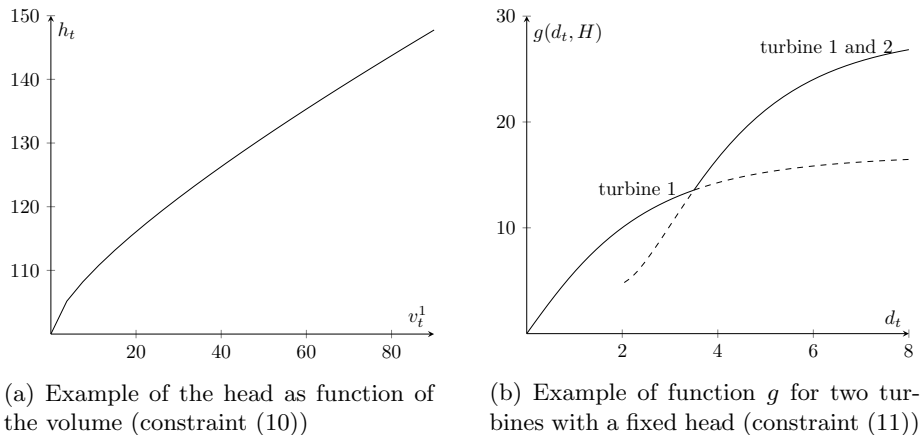 150
140
130
120
110
20
40
60
80
h_t
v_t^1
30
20
10
2
4
6
8
g(d_t, H)
turbine 1 and 2
turbine 1
d_t
(a) Example of the head as function of
the volume (constraint (10))
(b) Example of function g for two tur-
bines with a fixed head (constraint (11))